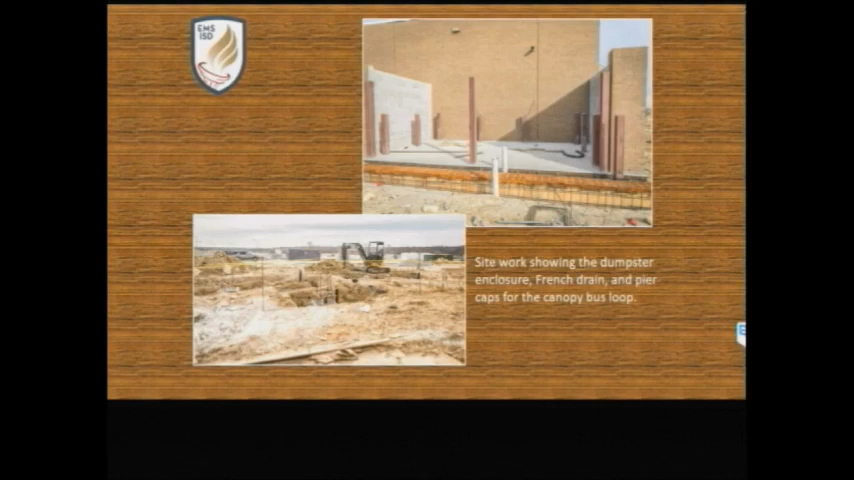 EMS
ISD
Site work showing the dumpster
enclosure, French drain, and pier
caps for the canopy bus loop.